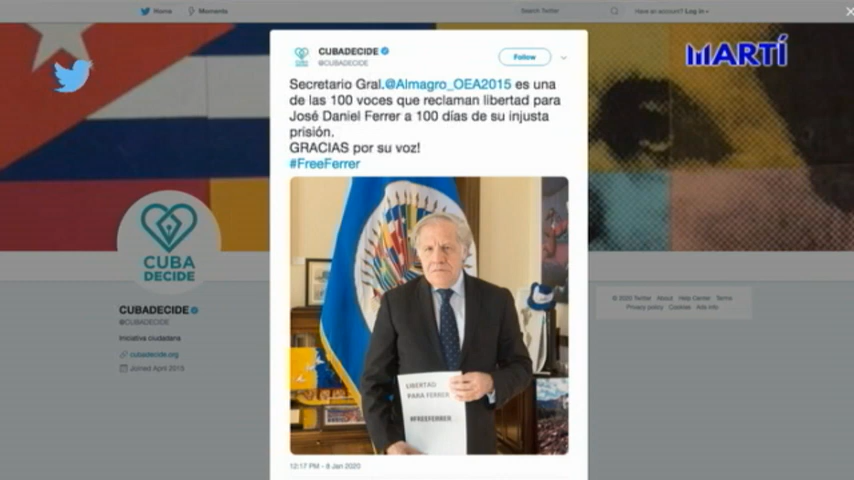 Home
Moments
Search Twitter
Have an account? Log in
MARTÍ
CUBADECIDE
@CUBADECIDE
Follow
Secretario Gral.@Almagro_OEA2015 es una
de las 100 voces que reclaman libertad para
José Daniel Ferrer a 100 días de su injusta
prisión.
GRACIAS por su voz!
#FreeFerrer
LIBERTAD
PARA FERRER
#FREEFERRER
12:17 PM - 9 Jan 2020
CUBA
DECIDE
CUBADECIDE
@CUBADECIDE
Iniciativa ciudadana
cubadecide.org
Joined April 2015
© 2020 Twitter About Help Center Terms
Privacy policy Cookies Ads info